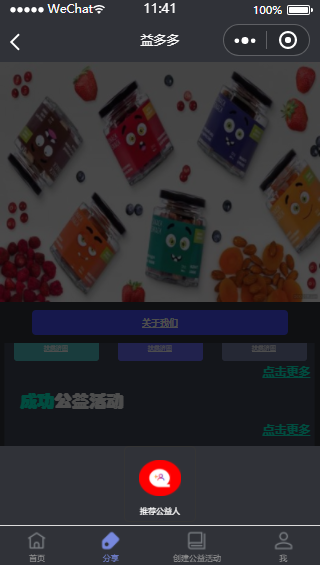 WeChat 11:41 100%
益多多
关于我们
点击更多
成功公益活动
点击更多
推荐公益人
首页 分享 创建公益活动 我